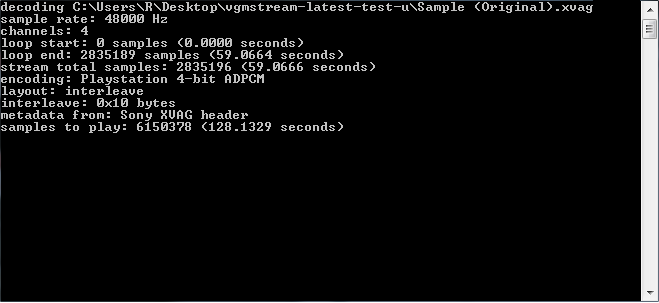 decoding C:\Users\R\Desktop\vgmstream-latest-test-u\Sample (Original).xvag
sample rate: 48000 Hz
channels: 4
loop start: 0 samples (0.0000 seconds)
loop end: 2835189 samples (59.0664 seconds)
stream total samples: 2835196 (59.0666 seconds)
encoding: Playstation 4-bit ADPCM
layout: interleave
interleave: 0x10 bytes
metadata from: Sony XVAG header
samples to play: 6150378 (128.1329 seconds)